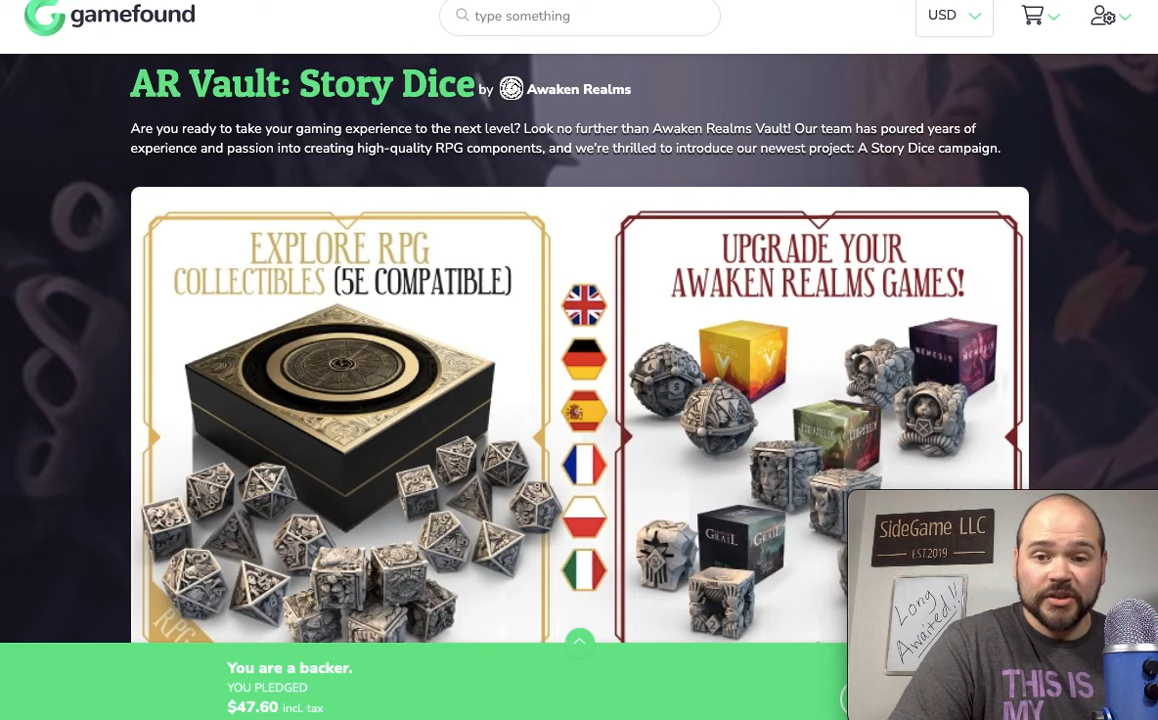 gamefound
type something
USD
AR Vault: Story Dice by Awaken Realms
Are you ready to take your gaming experience to the next level? Look no further than Awaken Realms Vault! Our team has poured years of
experience and passion into creating high-quality RPG components, and we're thrilled to introduce our newest project: A Story Dice campaign.
EXPLORE RPG
COLLECTIBLES (5E COMPATIBLE)
UPGRADE YOUR
AWAKEN REALMS GAMES!
V
NEMESIS
GRAIL
GRAIL
RPG
SideGame LLC
EST 2019
Long
Awaited!!
THIS IS
MY
You are a backer.
YOU PLEDGED
$47.60 incl. tax